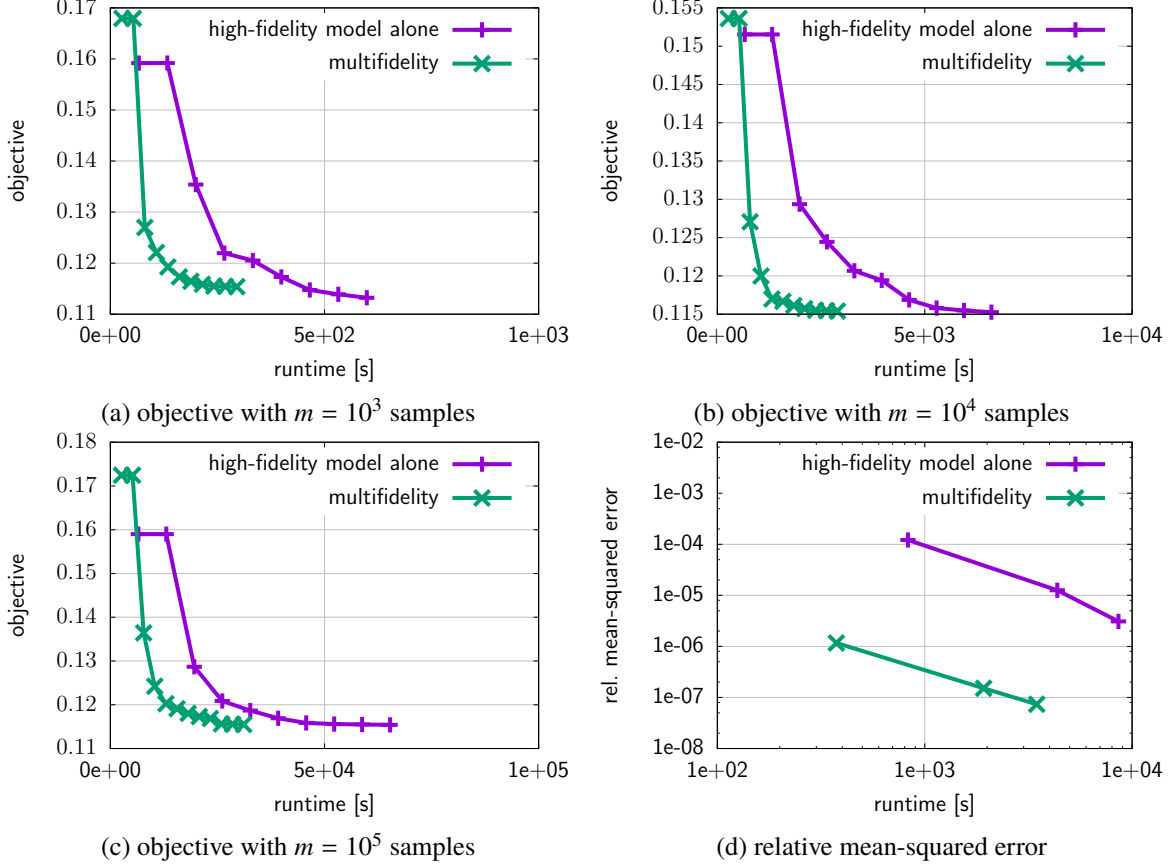 0.17
0.16
0.15
0.14
0.13
0.12
0.11
0e+00
5e+02
1e+03
objective
runtime [s]
high-fidelity model alone
multifidelity
(a) objective with m = 10³ samples
0.155
0.15
0.145
0.14
0.135
0.13
0.125
0.12
0.115
0e+00
5e+03
1e+04
objective
runtime [s]
high-fidelity model alone
multifidelity
(b) objective with m = 10⁴ samples
0.18
0.17
0.16
0.15
0.14
0.13
0.12
0.11
0e+00
5e+04
1e+05
objective
runtime [s]
high-fidelity model alone
multifidelity
(c) objective with m = 10⁵ samples
1e-02
1e-03
1e-04
1e-05
1e-06
1e-07
1e-08
1e+02
1e+03
1e+04
rel. mean-squared error
runtime [s]
high-fidelity model alone
multifidelity
(d) relative mean-squared error